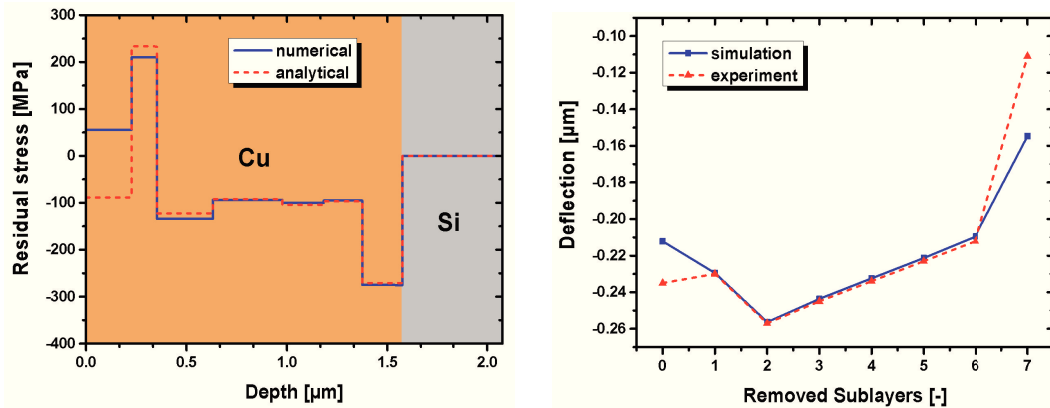 300
200
100
0
-100
-200
-300
-400
Residual stress [MPa]
numerical
analytical
Cu
Si
0.0 0.5 1.0 1.5 2.0
Depth [µm]
-0.10
-0.12
-0.14
-0.16
-0.18
-0.20
-0.22
-0.24
-0.26
Deflection [µm]
simulation
experiment
0 1 2 3 4 5 6 7
Removed Sublayers [-]